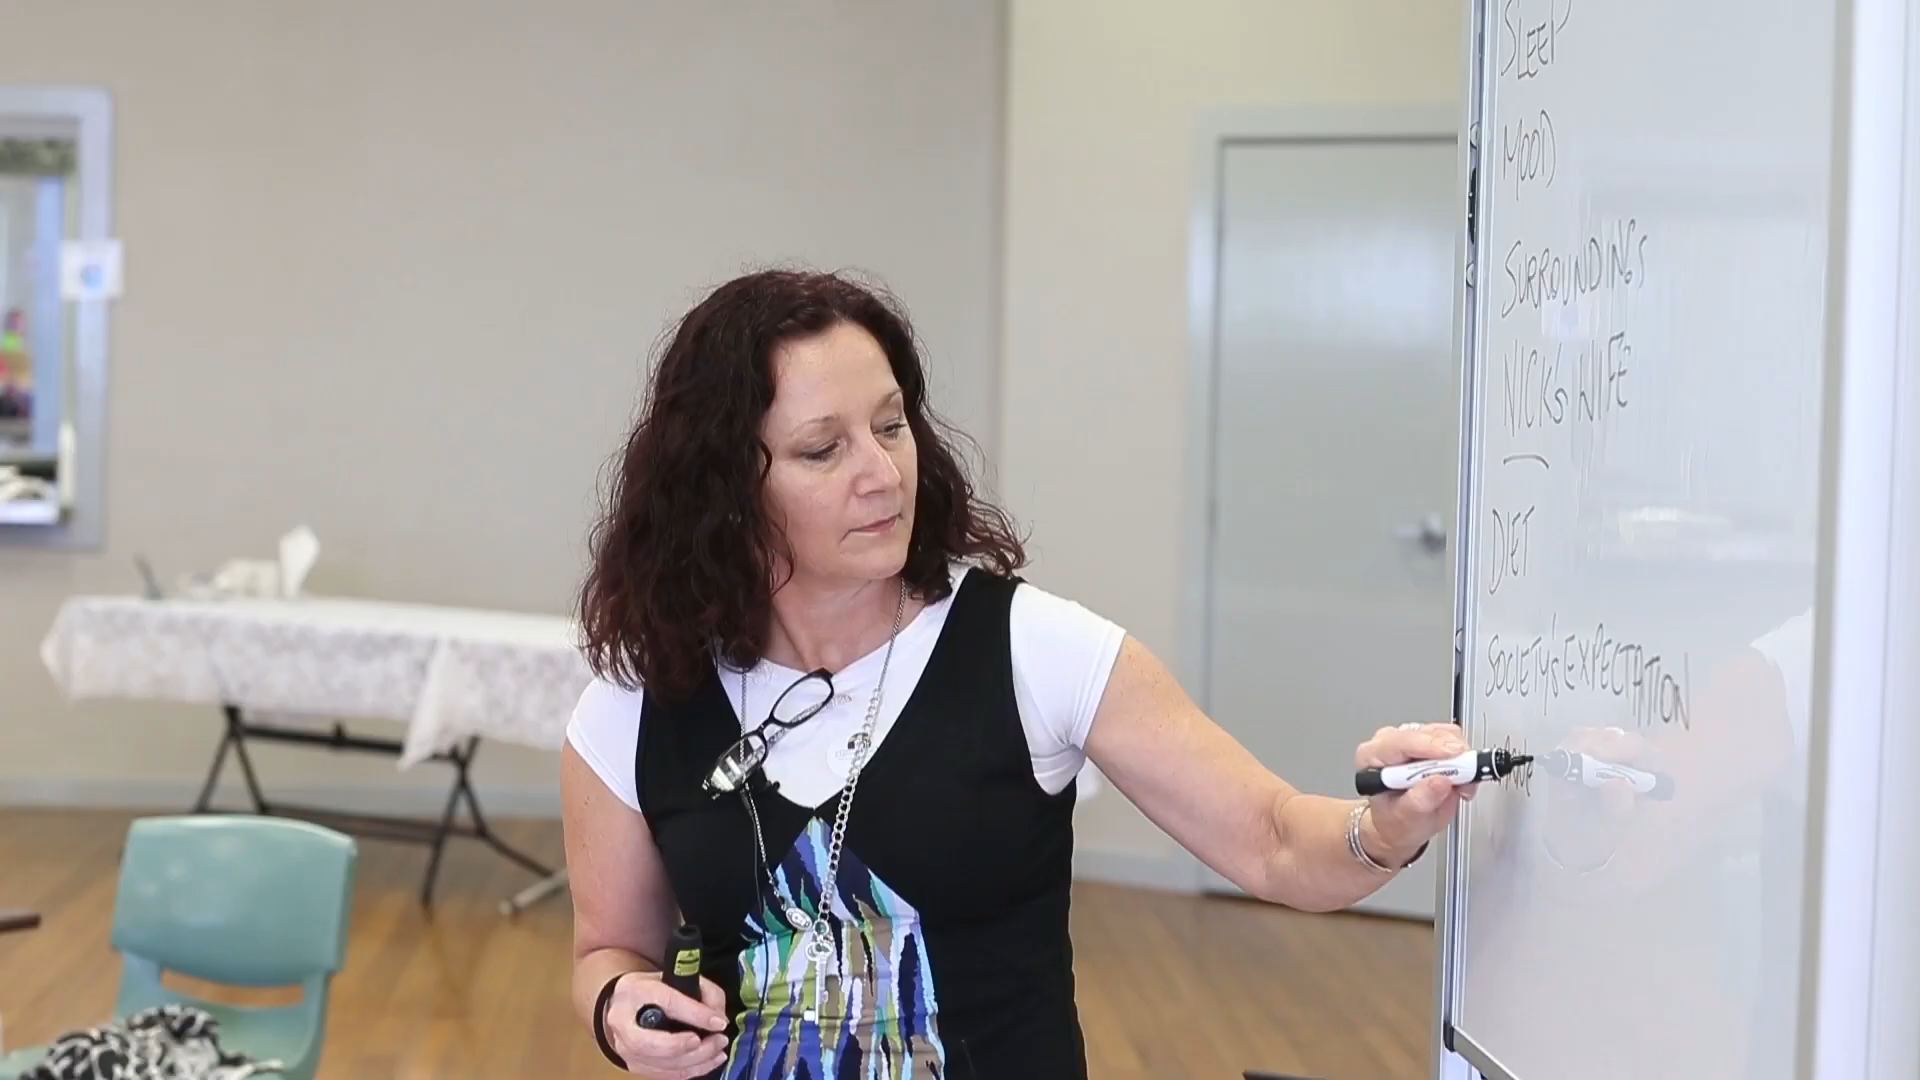 SLEEP
MOOD
SURROUNDINGS
NICK'S WIFE
DIET
SOCIETY'S EXPECTATION